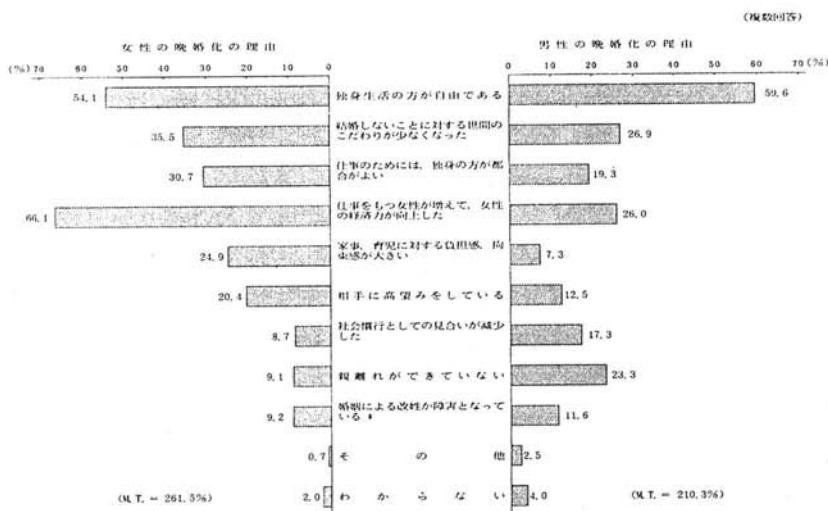 (複数回答)
女性の晩婚化の理由
男性の晩婚化の理由
(%) 70 60 50 40 30 20 10 0
0 10 20 30 40 50 60 70 (%)
54.1 独身生活の方が自由である 59.6
35.5 結婚しないことに対する世間の 26.9
こだわりが少なくなった
30.7 仕事のためには、独身の方が都 19.3
合がよい
66.1 仕事をもつ女性が増えて、女性 26.0
の経済力が向上した
24.9 家事、育児に対する負担感、拘 7.3
束感が大きい
20.4 相手に高望みをしている 12.5
8.7 社会慣行としての見合いが減少 17.3
した
9.1 親離れができていない 23.3
9.2 婚姻による改姓が障害となって 11.6
いる *
0.7 その他 2.5
2.0 わからない 4.0
(M.T. = 261.5%)
(M.T. = 210.3%)